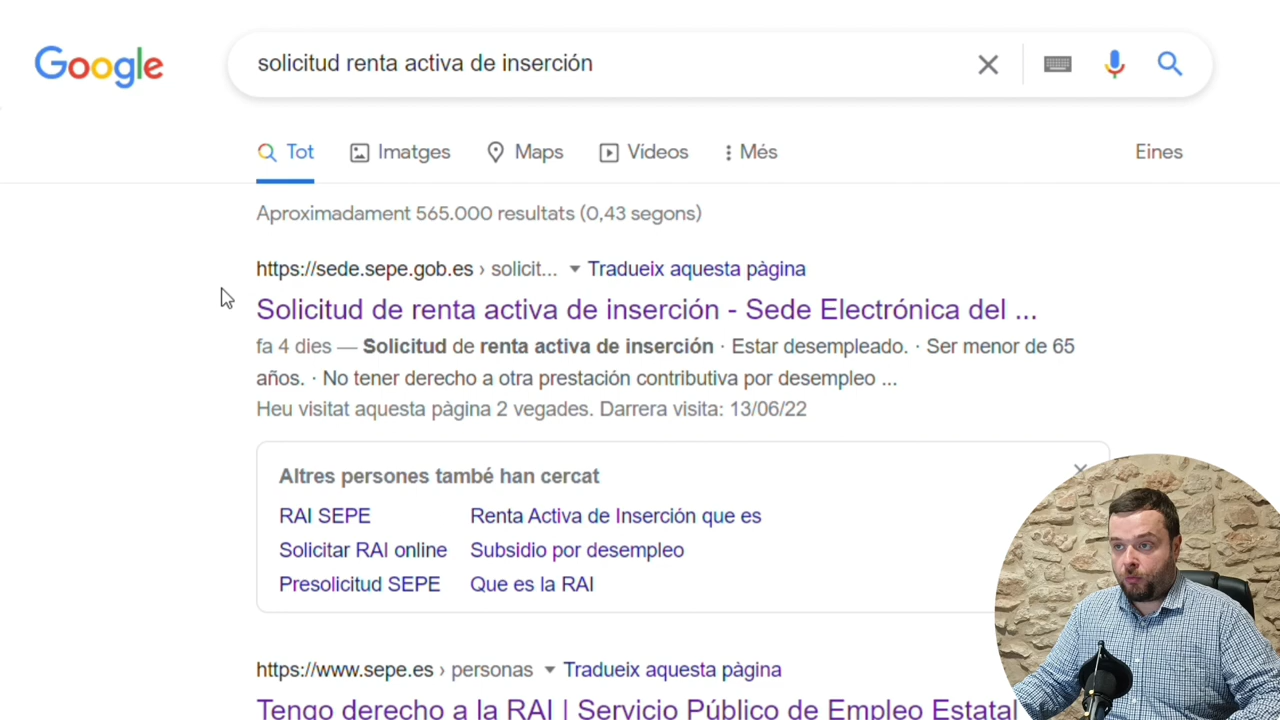 Google
solicitud renta activa de inserción
Tot Imatges Maps Videos Més Eines
Aproximadament 565.000 resultats (0,43 segons)
https://sede.sepe.gob.es › solicit... Tradueix aquesta pàgina
Solicitud de renta activa de inserción - Sede Electrónica del ...
fa 4 dies — Solicitud de renta activa de inserción · Estar desempleado. · Ser menor de 65
años. · No tener derecho a otra prestación contributiva por desempleo ...
Heu visitat aquesta pàgina 2 vegades. Darrera visita: 13/06/22
Altres persones també han cercat
RAI SEPE Renta Activa de Inserción que es
Solicitar RAI online Subsidio por desempleo
Presolicitud SEPE Que es la RAI
https://www.sepe.es › personas Tradueix aquesta pàgina
Tengo derecho a la RAI | Servicio Público de Empleo Estatal